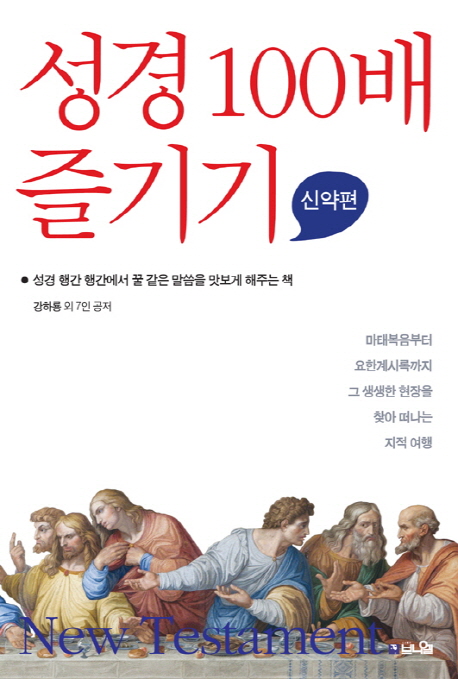 성경 100배
즐기기
신약편
● 성경 행간 행간에서 꿀 같은 말씀을 맛보게 해주는 책
강하룡 외 7인 공저
마태복음부터
요한계시록까지
그 생생한 현장을
찾아 떠나는
지적 여행
New Testament
브니엘